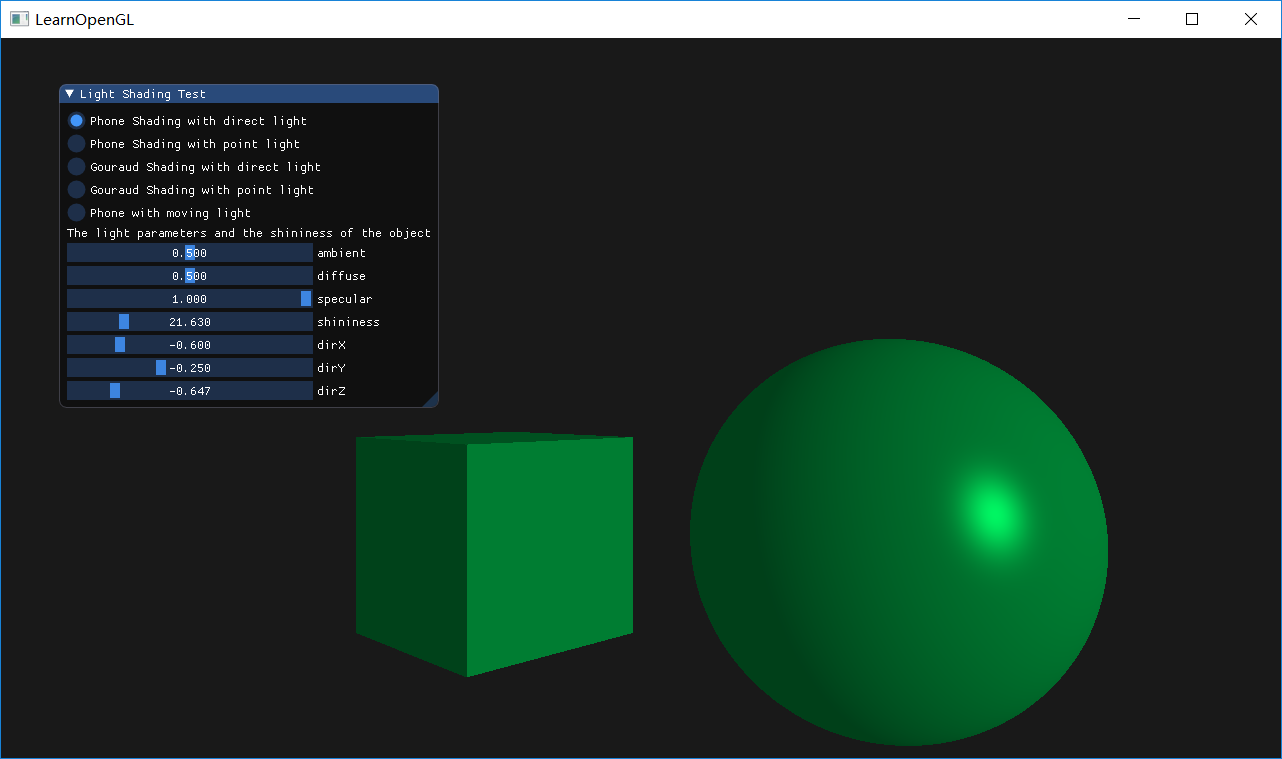 LearnOpenGL
Light Shading Test
Phone Shading with direct light
Phone Shading with point light
Gouraud Shading with direct light
Gouraud Shading with point light
Phone with moving light
The light parameters and the shininess of the object
0.500 ambient
0.500 diffuse
1.000 specular
21.630 shininess
-0.600 dirX
-0.250 dirY
-0.647 dirZ